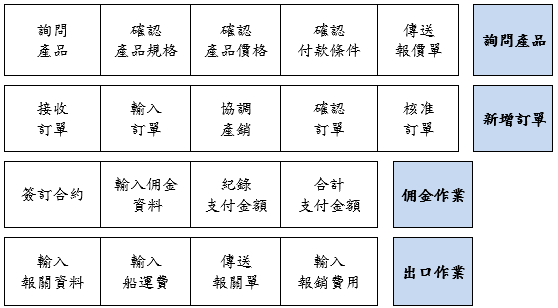 詢問 確認 確認 確認 傳送
產品 產品規格 產品價格 付款條件 報價單 詢問產品
接收 輸入 協調 確認 核准
訂單 訂單 產銷 訂單 訂單 新增訂單
簽訂合約 輸入佣金 紀錄 合計
資料 支付金額 支付金額 佣金作業
輸入 輸入 傳送 輸入
報關資料 船運費 報關單 報銷費用 出口作業